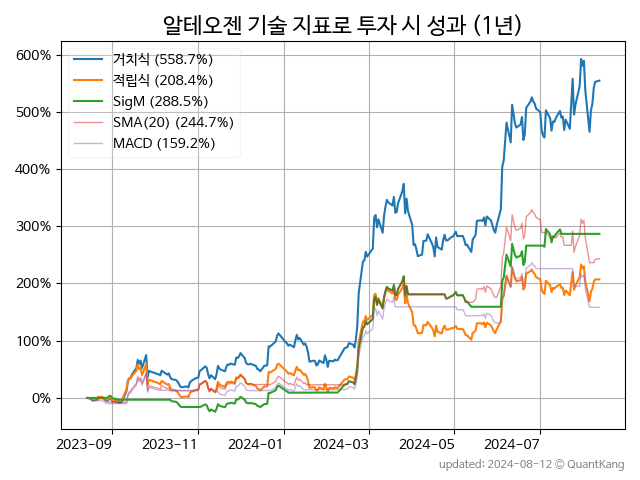 알테오젠 기술 지표로 투자 시 성과 (1년)
거치식 (558.7%)
적립식 (208.4%)
SigM (288.5%)
SMA(20) (244.7%)
MACD (159.2%)
600%
500%
400%
300%
200%
100%
0%
2023-09 2023-11 2024-01 2024-03 2024-05 2024-07
updated: 2024-08-12 © QuantKang